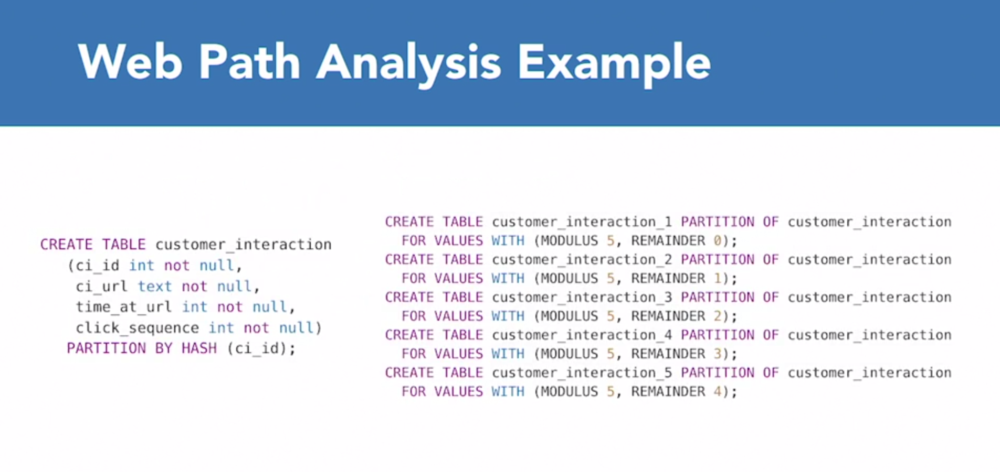 Web Path Analysis Example
CREATE TABLE customer_interaction
(ci_id int not null,
ci_url text not null,
time_at_url int not null,
click_sequence int not null)
PARTITION BY HASH (ci_id);
CREATE TABLE customer_interaction_1 PARTITION OF customer_interaction
FOR VALUES WITH (MODULUS 5, REMAINDER 0);
CREATE TABLE customer_interaction_2 PARTITION OF customer_interaction
FOR VALUES WITH (MODULUS 5, REMAINDER 1);
CREATE TABLE customer_interaction_3 PARTITION OF customer_interaction
FOR VALUES WITH (MODULUS 5, REMAINDER 2);
CREATE TABLE customer_interaction_4 PARTITION OF customer_interaction
FOR VALUES WITH (MODULUS 5, REMAINDER 3);
CREATE TABLE customer_interaction_5 PARTITION OF customer_interaction
FOR VALUES WITH (MODULUS 5, REMAINDER 4);